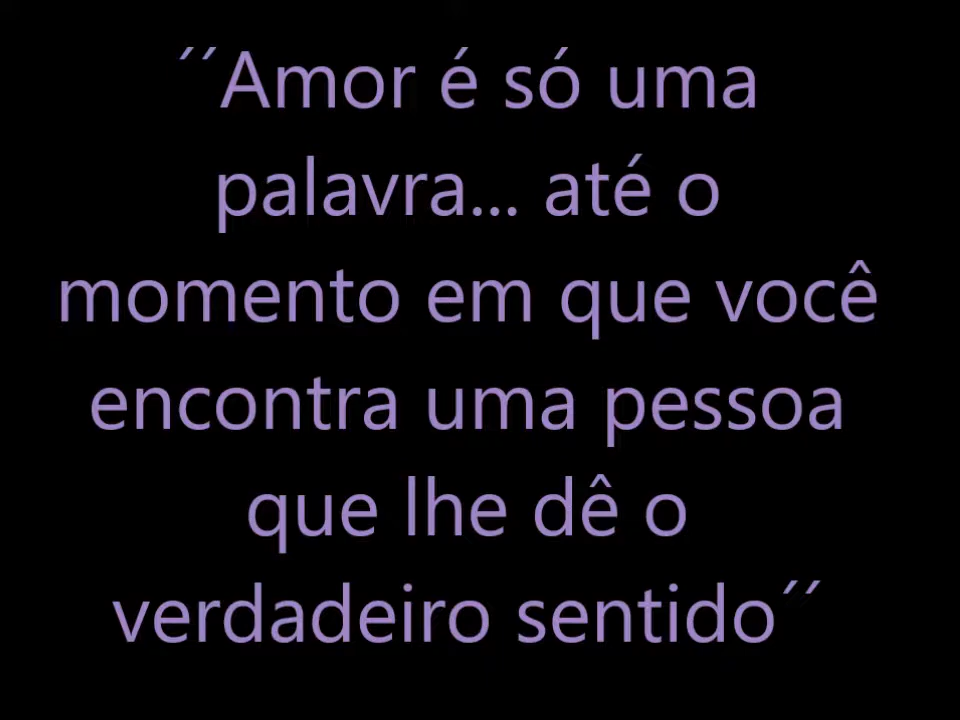 ´´Amor é só uma
palavra... até o
momento em que você
encontra uma pessoa
que lhe dê o
verdadeiro sentido´´